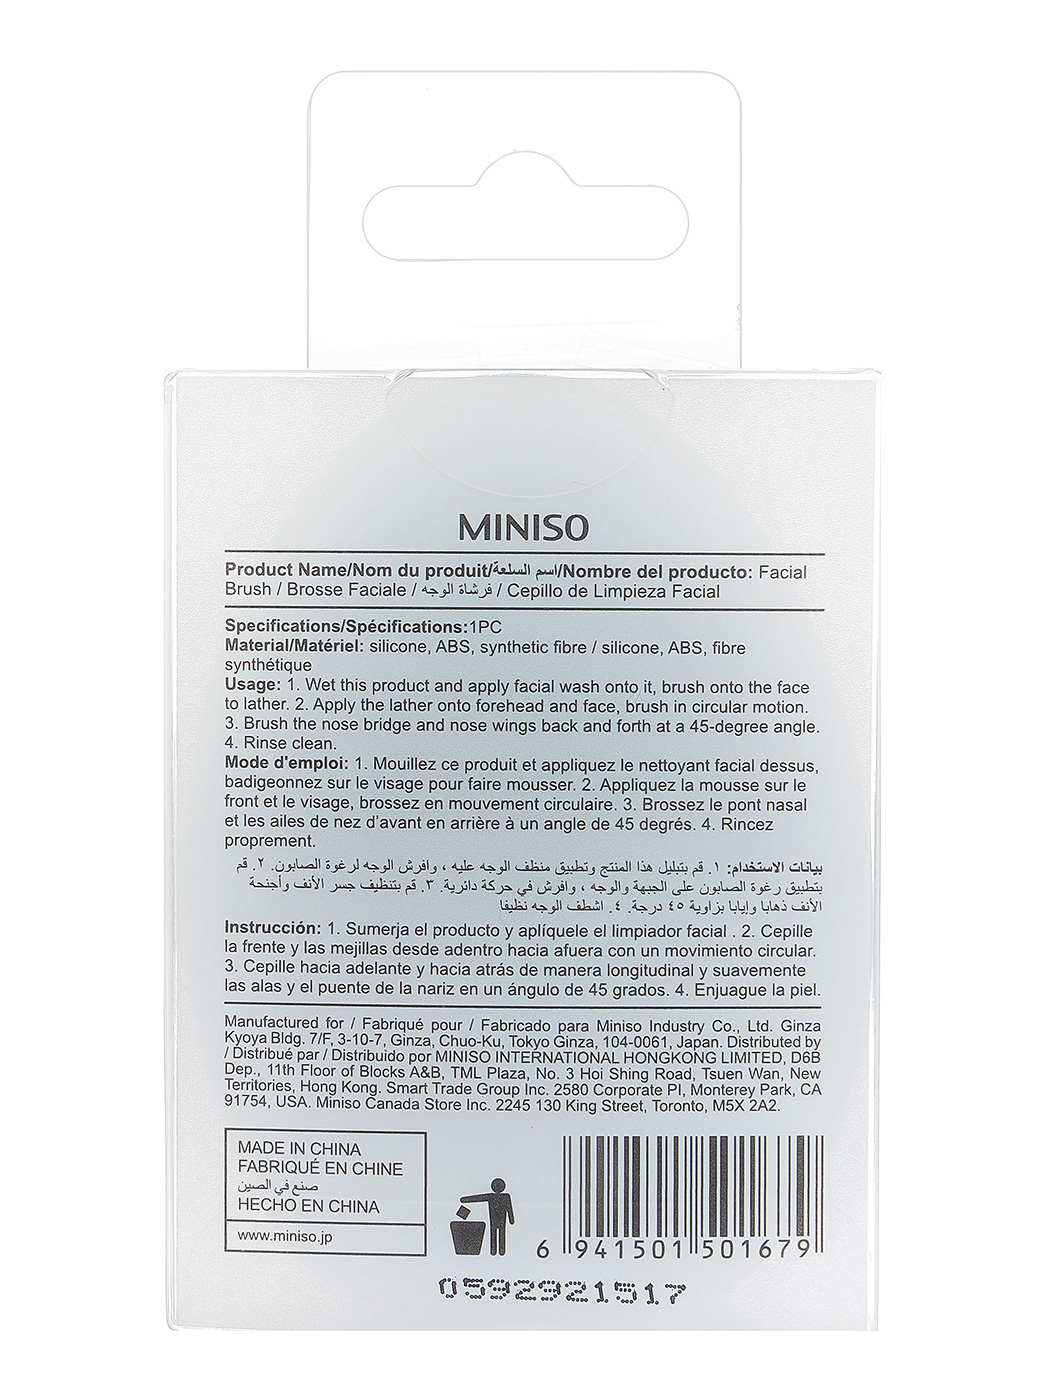 MINISO
Product Name/Nom du produit/اسم السلعة/Nombre del producto: Facial
Brush / Brosse Faciale / فرشاة الوجه / Cepillo de Limpieza Facial
Specifications/Spécifications:1PC
Material/Matériel: silicone, ABS, synthetic fibre / silicone, ABS, fibre
synthétique
Usage: 1. Wet this product and apply facial wash onto it, brush onto the face
to lather. 2. Apply the lather onto forehead and face, brush in circular motion.
3. Brush the nose bridge and nose wings back and forth at a 45-degree angle.
4. Rinse clean.
Mode d'emploi: 1. Mouillez ce produit et appliquez le nettoyant facial dessus,
badigeonnez sur le visage pour faire mousser. 2. Appliquez la mousse sur le
front et le visage, brossez en mouvement circulaire. 3. Brossez le pont nasal
et les ailes de nez d’avant en arrière à un angle de 45 degrés. 4. Rincez
proprement.
بيانات الاستخدام: ١. قم بتبليل هذا المنتج وتطبيق منظف الوجه عليه ، وافرش الوجه لرغوة الصابون. ٢. قم
بتطبيق رغوة الصابون على الجبهة والوجه ، وافرش في حركة دائرية. ٣. قم بتنظيف جسر الأنف وأجنحة
الأنف ذهابا وإيابا بزاوية ٤٥ درجة. ٤. اشطف الوجه نظيفا
Instrucción: 1. Sumerja el producto y aplíquele el limpiador facial . 2. Cepille
la frente y las mejillas desde adentro hacia afuera con un movimiento circular.
3. Cepille hacia adelante y hacia atrás de manera longitudinal y suavemente
las alas y el puente de la nariz en un ángulo de 45 grados. 4. Enjuague la piel.
Manufactured for / Fabriqué pour / Fabricado para Miniso Industry Co., Ltd. Ginza
Kyoya Bldg. 7/F, 3-10-7, Ginza, Chuo-Ku, Tokyo Ginza, 104-0061, Japan. Distributed by
/ Distribué par / Distribuido por MINISO INTERNATIONAL HONGKONG LIMITED, D6B
Dep., 11th Floor of Blocks A&B, TML Plaza, No. 3 Hoi Shing Road, Tsuen Wan, New
Territories, Hong Kong. Smart Trade Group Inc. 2580 Corporate Pl, Monterey Park, CA
91754, USA. Miniso Canada Store Inc. 2245 130 King Street, Toronto, M5X 2A2.
MADE IN CHINA
FABRIQUÉ EN CHINE
صنع في الصين
HECHO EN CHINA
www.miniso.jp
6 941501 501679
0592921517